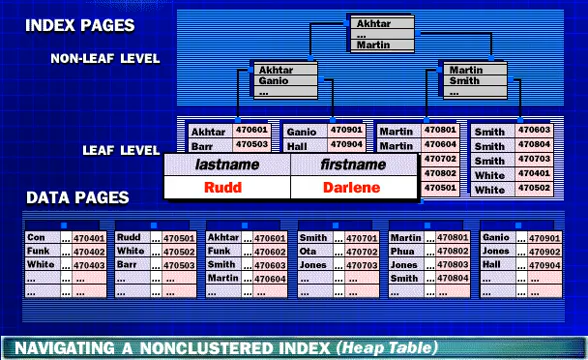 INDEX PAGES
NON-LEAF LEVEL
Akhtar
...
Martin
Akhtar
Ganio
...
Martin
Smith
...
LEAF LEVEL
Akhtar 470601 Ganio 470901 Martin 470801 Smith 470603
Barr 470503 Hall 470904 Martin 470604 Smith 470804
470702 Smith 470703
470802 White 470401
470501 White 470502
lastname firstname
Rudd Darlene
DATA PAGES
Con ... 470401 Rudd ... 470501 Akhtar ... 470601 Smith ... 470701 Martin ... 470801 Ganio ... 470901
Funk ... 470402 White ... 470502 Funk ... 470602 Ota ... 470702 Phua ... 470802 Jones ... 470902
White ... 470403 Barr ... 470503 Smith ... 470603 Jones ... 470703 Jones ... 470803 Hall ... 470904
... ... ... ... ... ... Martin ... 470604 ... ... ... Smith ... 470804 ... ... ...
... ... ... ... ... ... ... ... ... ... ... ... ... ... ... ... ... ...
NAVIGATING A NONCLUSTERED INDEX (Heap Table)